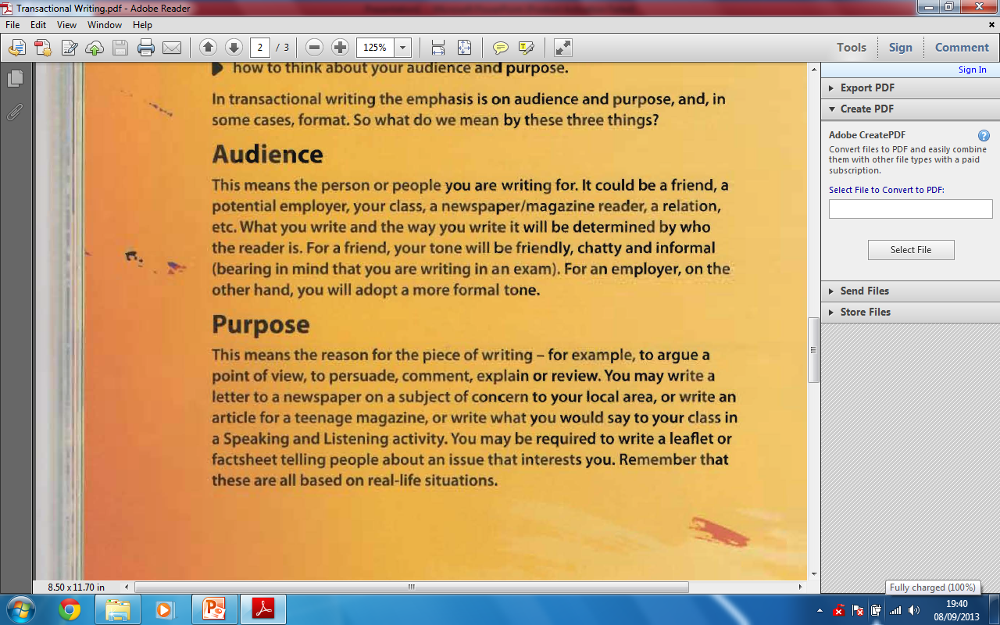 Transactional Writing.pdf - Adobe Reader
File Edit View Window Help
2 / 3 125% Tools Sign Comment
Sign In
Export PDF
Create PDF
Adobe CreatePDF
Convert files to PDF and easily combine
them with other file types with a paid
subscription.
Select File to Convert to PDF:
Select File
Send Files
Store Files
how to think about your audience and purpose.
In transactional writing the emphasis is on audience and purpose, and, in
some cases, format. So what do we mean by these three things?
Audience
This means the person or people you are writing for. It could be a friend, a
potential employer, your class, a newspaper/magazine reader, a relation,
etc. What you write and the way you write it will be determined by who
the reader is. For a friend, your tone will be friendly, chatty and informal
(bearing in mind that you are writing in an exam). For an employer, on the
other hand, you will adopt a more formal tone.
Purpose
This means the reason for the piece of writing – for example, to argue a
point of view, to persuade, comment, explain or review. You may write a
letter to a newspaper on a subject of concern to your local area, or write an
article for a teenage magazine, or write what you would say to your class in
a Speaking and Listening activity. You may be required to write a leaflet or
factsheet telling people about an issue that interests you. Remember that
these are all based on real-life situations.
8.50 x 11.70 in
Fully charged (100%)
19:40
08/09/2013